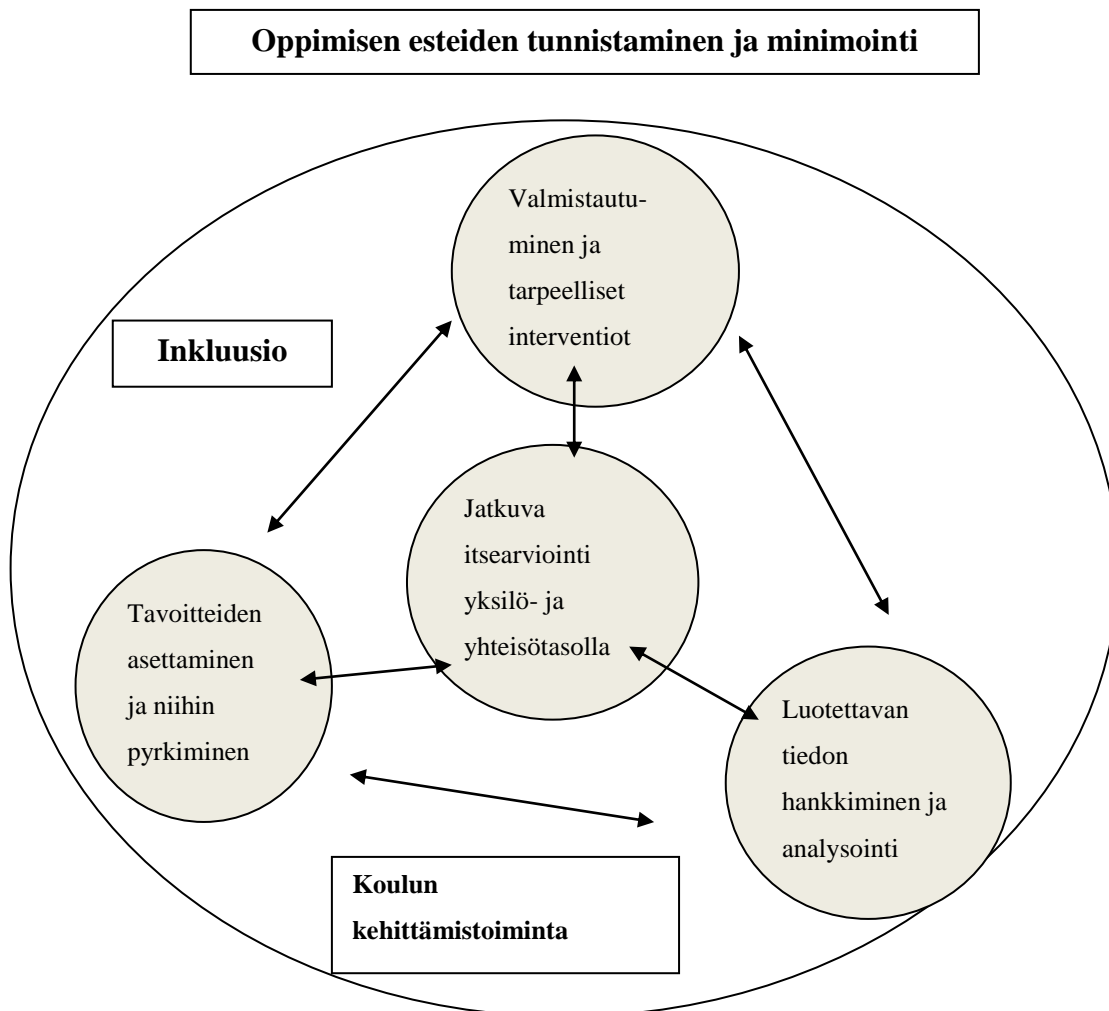 Oppimisen esteiden tunnistaminen ja minimointi
Valmistautu-
minen ja
tarpeelliset
interventiot
Inkluusio
Jatkuva
itsearviointi
yksilö- ja
yhteisötasolla
Tavoitteiden
asettaminen
ja niihin
pyrkiminen
Luotettavan
tiedon
hankkiminen ja
analysointi
Koulun
kehittämistoiminta